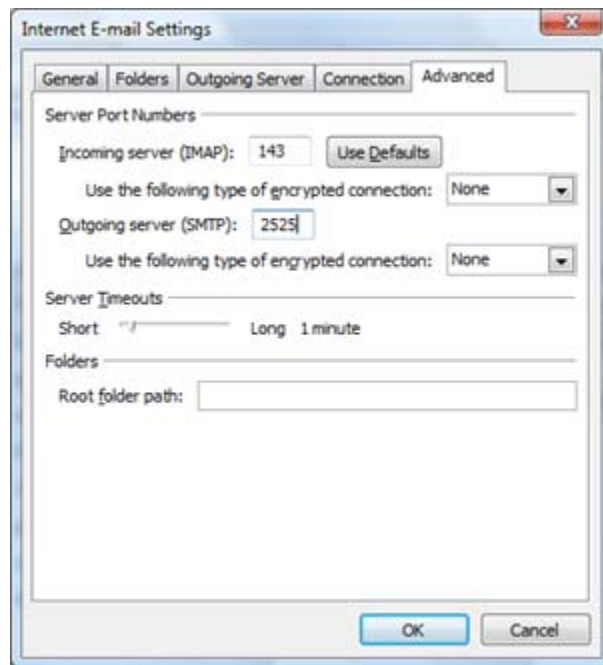 Internet E-mail Settings
General Folders Outgoing Server Connection Advanced
Server Port Numbers
Incoming server (IMAP): 143 Use Defaults
Use the following type of encrypted connection: None
Outgoing server (SMTP): 2525
Use the following type of encrypted connection: None
Server Timeouts
Short Long 1 minute
Folders
Root folder path:
OK Cancel